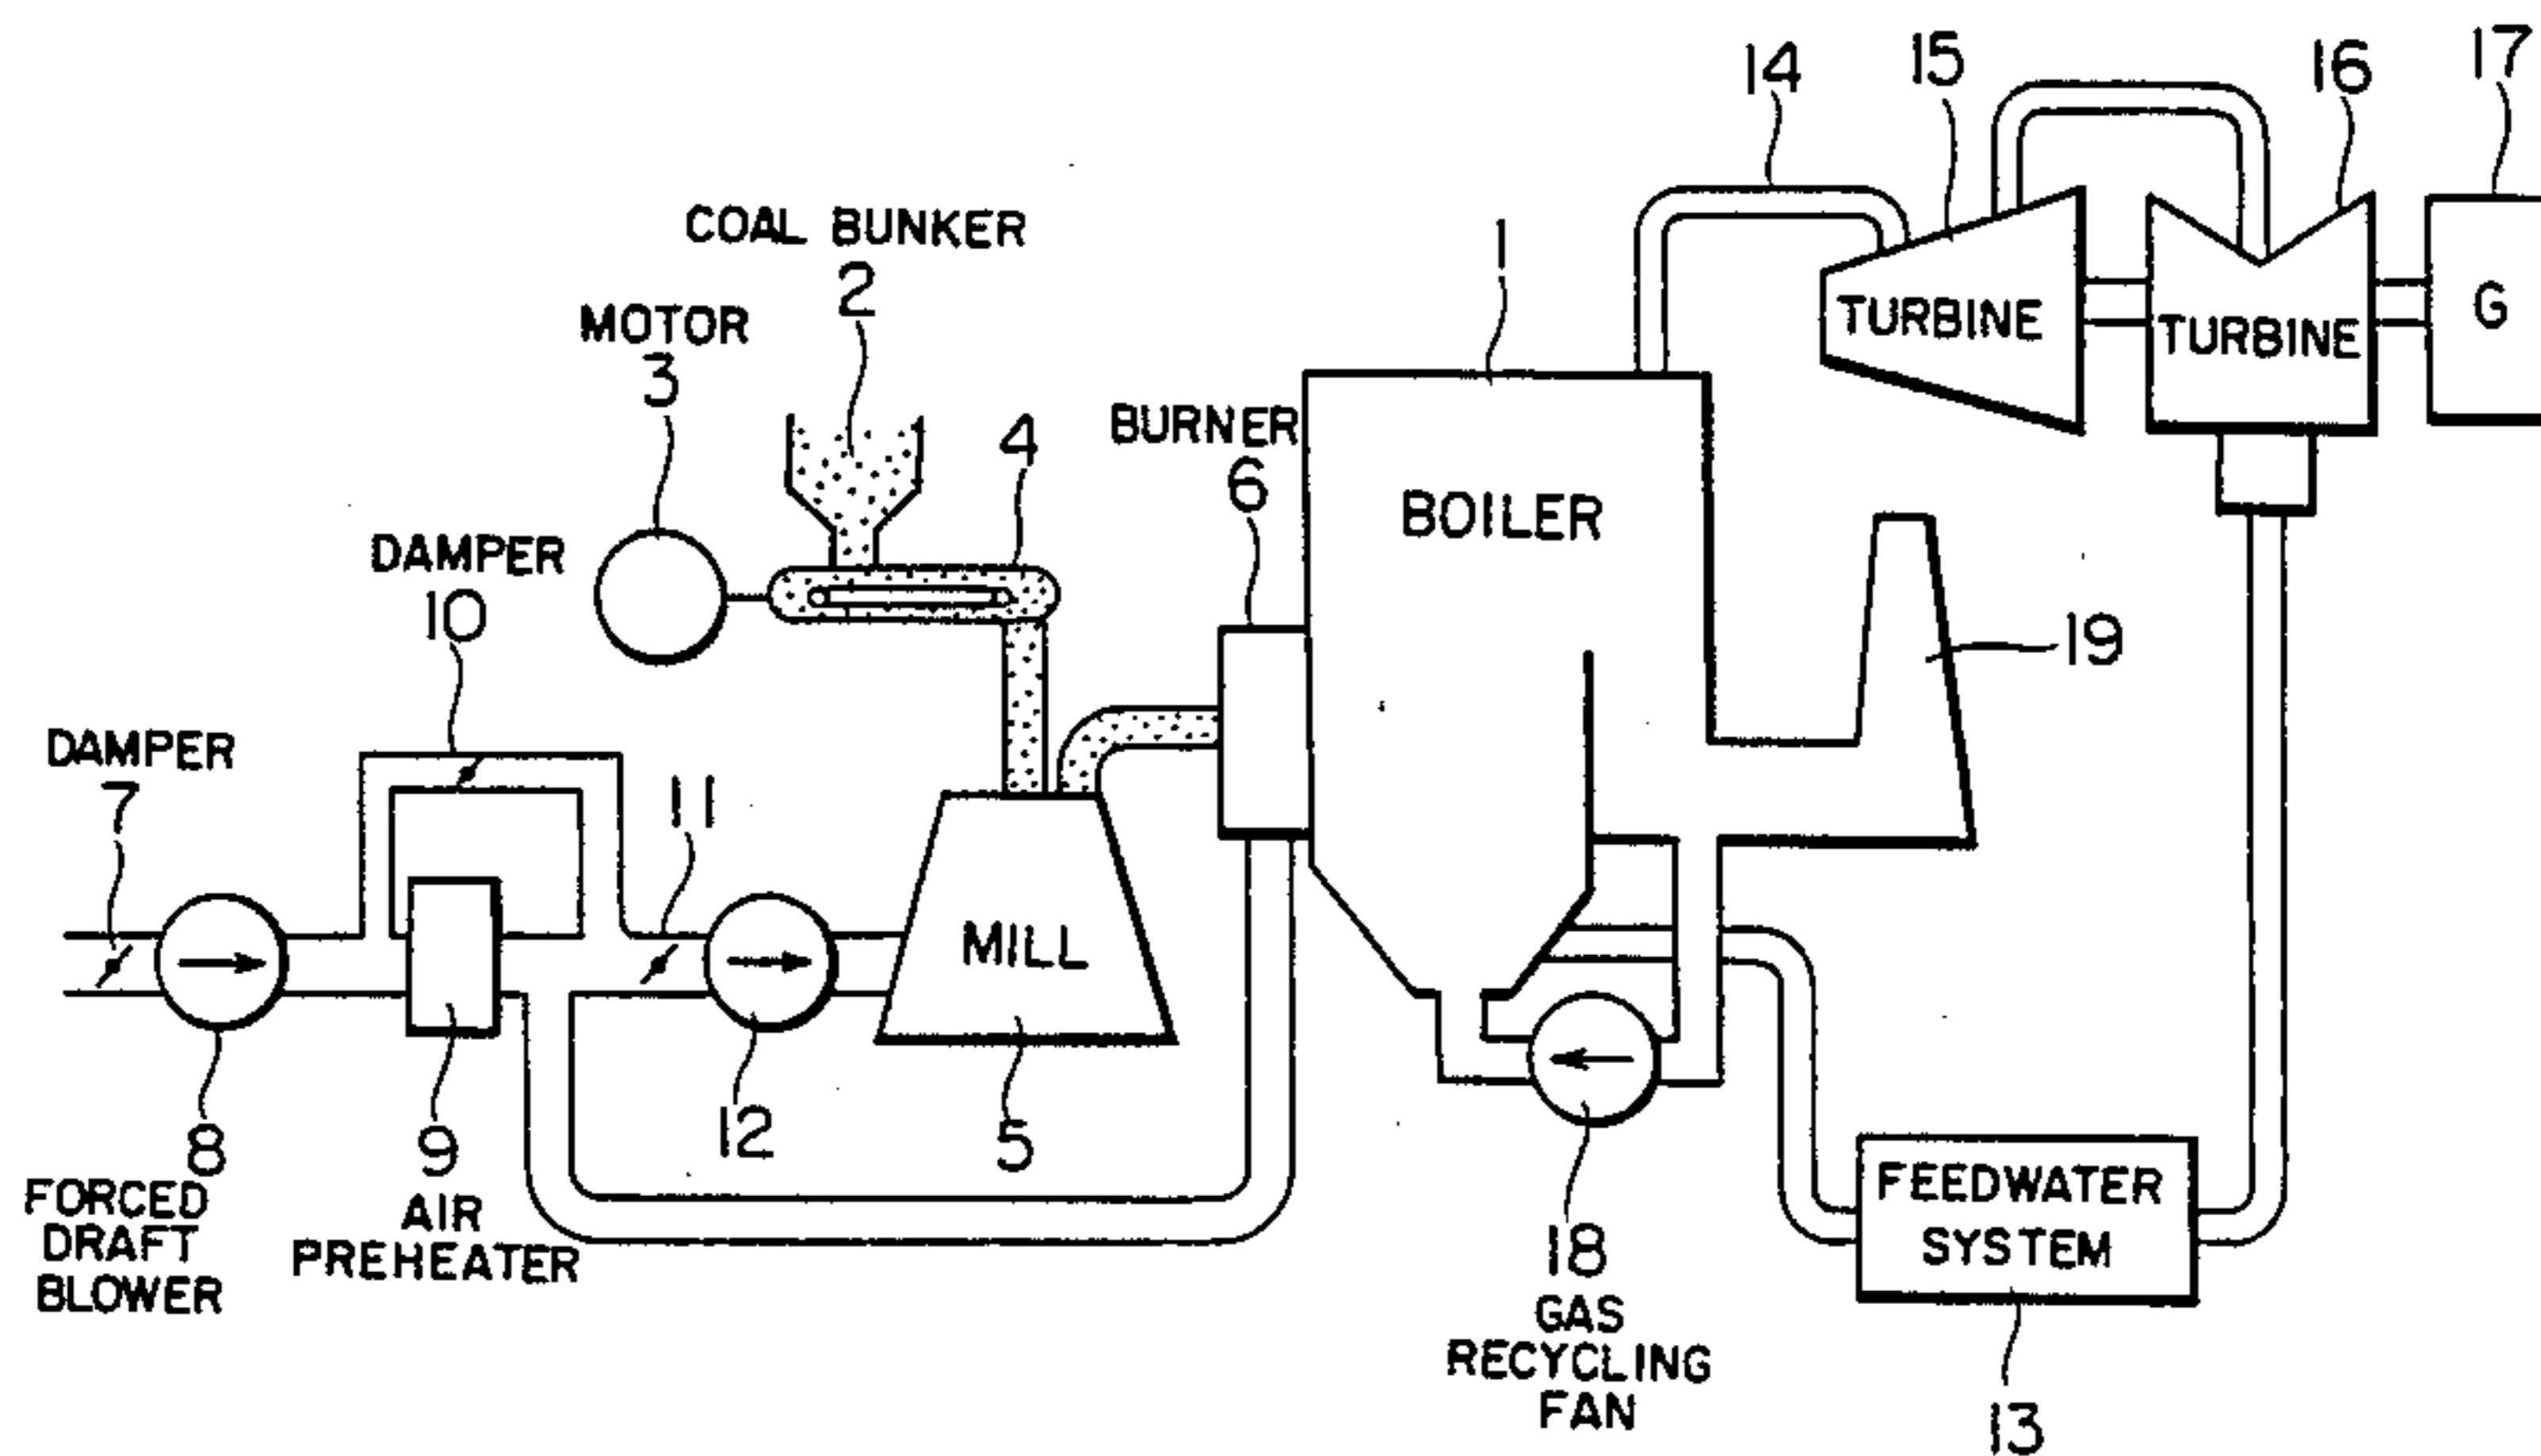 14
15
16
17
COAL BUNKER
2
MOTOR
3
1
TURBINE
TURBINE
G
BURNER
6
4
BOILER
DAMPER
10
19
DAMPER
7
11
MILL
8
FORCED
DRAFT
BLOWER
9
AIR
PREHEATER
12
5
18
GAS
RECYCLING
FAN
FEEDWATER
SYSTEM
13